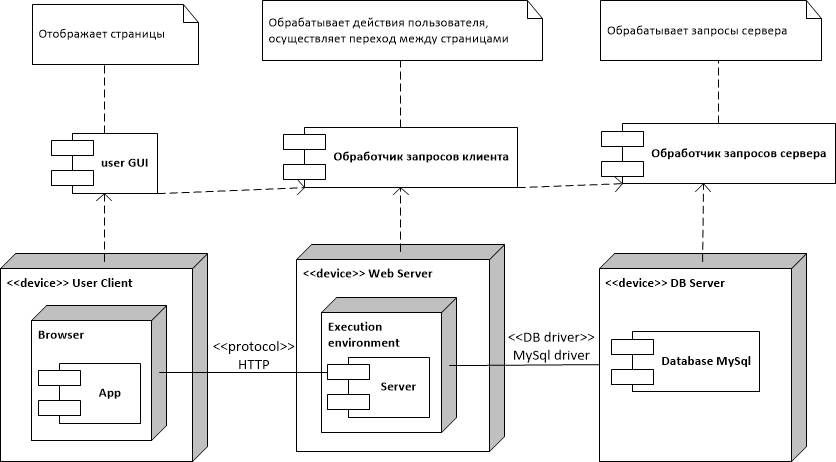 Отображает страницы
Обрабатывает действия пользователя,
осуществляет переход между страницами
Обрабатывает запросы сервера
user GUI
Обработчик запросов клиента
Обработчик запросов сервера
<<device>> User Client
<<device>> Web Server
<<device>> DB Server
Browser
App
<<protocol>>
HTTP
Execution
environment
Server
<<DB driver>>
MySql driver
Database MySql